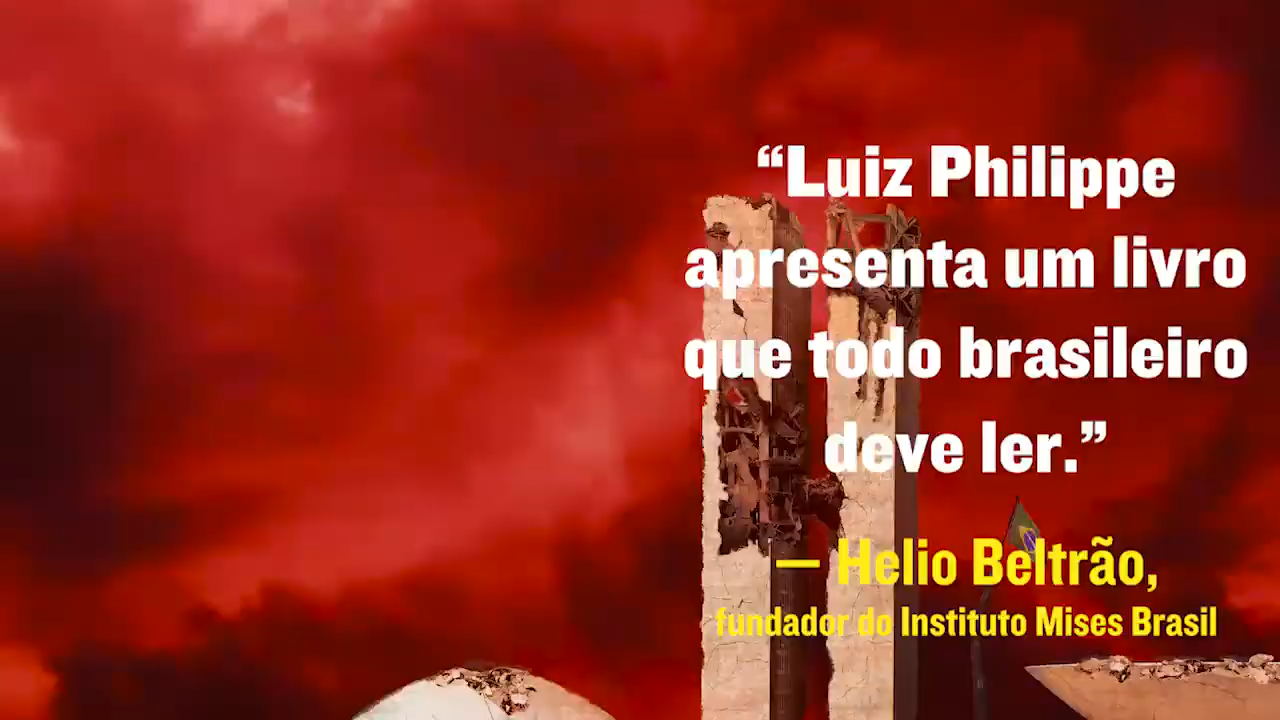 “Luiz Philippe
apresenta um livro
que todo brasileiro
deve ler.”
— Helio Beltrão,
fundador do Instituto Mises Brasil